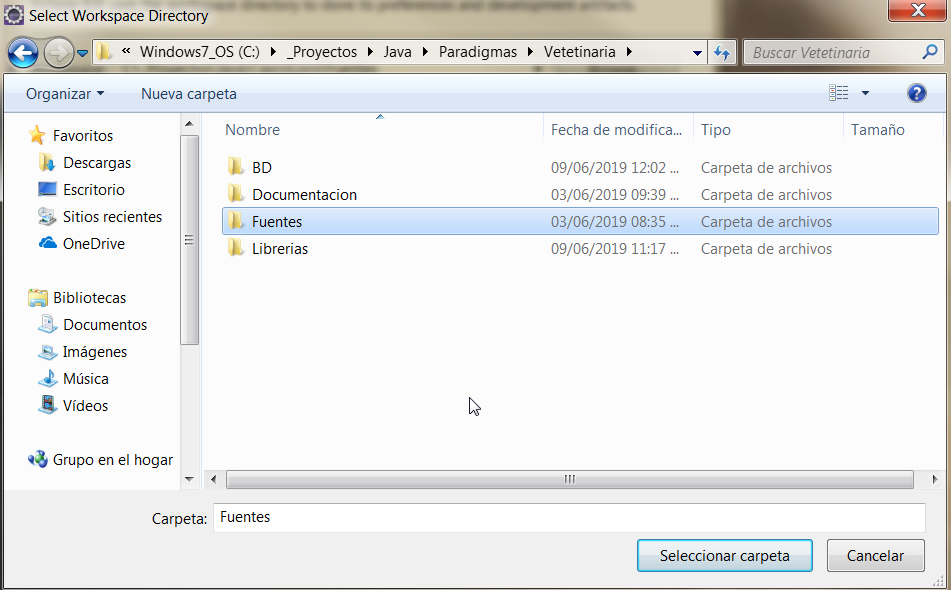 Select Workspace Directory
« Windows7_OS (C:) _Proyectos Java Paradigmas Vetetinaria
Buscar Vetetinaria
Organizar Nueva carpeta
Nombre Fecha de modifica... Tipo Tamaño
Favoritos
Descargas
Escritorio
Sitios recientes
OneDrive
Bibliotecas
Documentos
Imágenes
Música
Vídeos
Grupo en el hogar
BD 09/06/2019 12:02 ... Carpeta de archivos
Documentacion 03/06/2019 09:39 ... Carpeta de archivos
Fuentes 03/06/2019 08:35 ... Carpeta de archivos
Librerias 09/06/2019 11:17 ... Carpeta de archivos
Carpeta: Fuentes
Seleccionar carpeta Cancelar